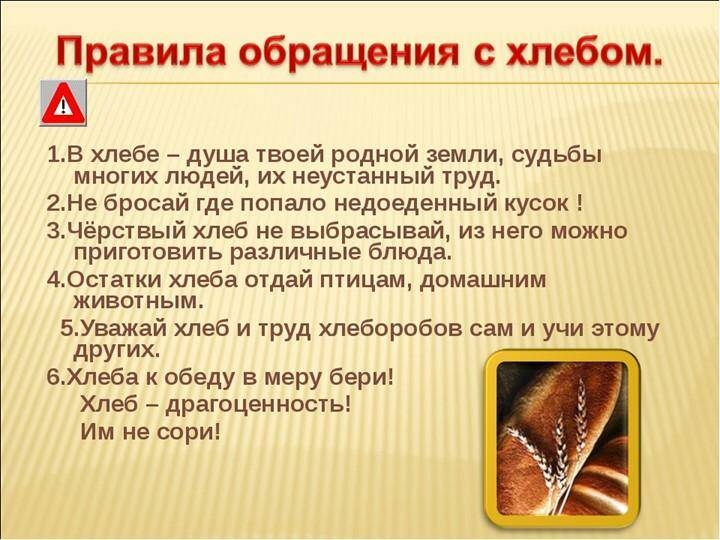 Правила обращения с хлебом.
1.В хлебе – душа твоей родной земли, судьбы
многих людей, их неустанный труд.
2.Не бросай где попало недоеденный кусок !
3.Чёрствый хлеб не выбрасывай, из него можно
приготовить различные блюда.
4.Остатки хлеба отдай птицам, домашним
животным.
5.Уважай хлеб и труд хлеборобов сам и учи этому
других.
6.Хлеба к обеду в меру бери!
Хлеб – драгоценность!
Им не сори!